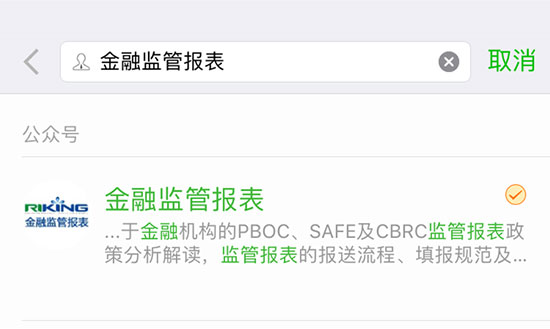 金融监管报表
取消
公众号
RIKING
金融监管报表
金融监管报表
...于金融机构的PBOC、SAFE及CBRC监管报表政
策分析解读，监管报表的报送流程、填报规范及...